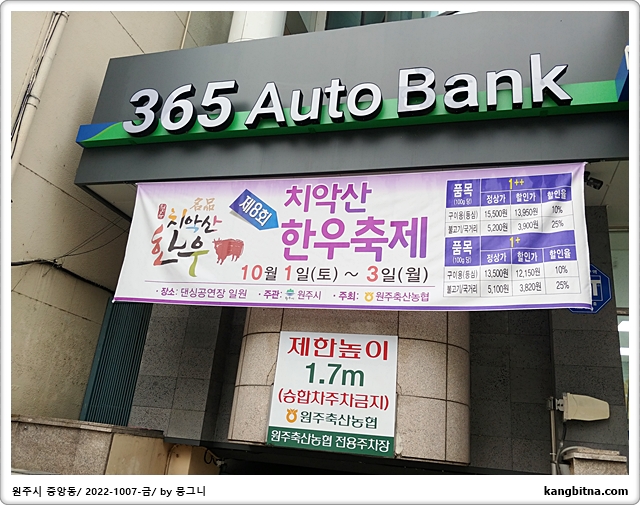 365 Auto Bank
名品
치악산
한우
제8회
치악산
한우축제
10월 1일(토) ~ 3일(월)
· 장소: 댄싱공연장 일원 · 주관: 원주시 · 주최: 원주축산농협
품목 (100g 당) 1++
정상가 할인가 할인율
구이용(등심) 15,500원 13,950원 10%
불고기/국거리 5,200원 3,900원 25%
품목 (100g 당) 1+
정상가 할인가 할인율
구이용(등심) 13,500원 12,150원 10%
불고기/국거리 5,100원 3,820원 25%
제한높이
1.7m
(승합차주차금지)
원주축산농협
원주축산농협 전용주차장
원주시 중앙동/ 2022-1007-금/ by 뭉그니
kangbitna.com